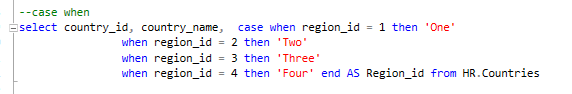 --case when
select country_id, country_name,  case when region_id = 1 then 'One'
when region_id = 2 then 'Two'
when region_id = 3 then 'Three'
when region_id = 4 then 'Four' end AS Region_id from HR.Countries